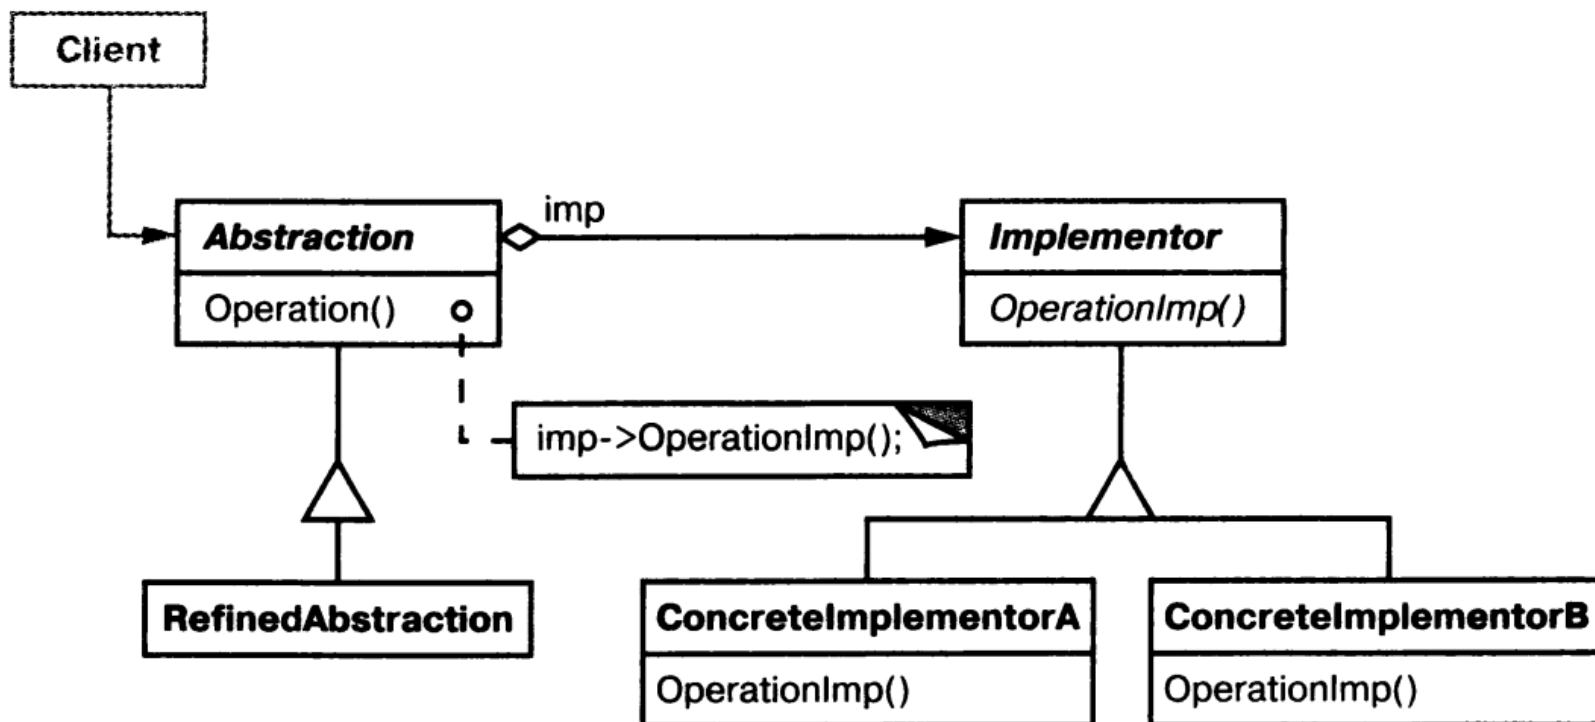 Client
imp
Abstraction
Implementor
Operation()
OperationImp()
imp->OperationImp();
RefinedAbstraction
ConcreteImplementorA
ConcreteImplementorB
OperationImp()
OperationImp()